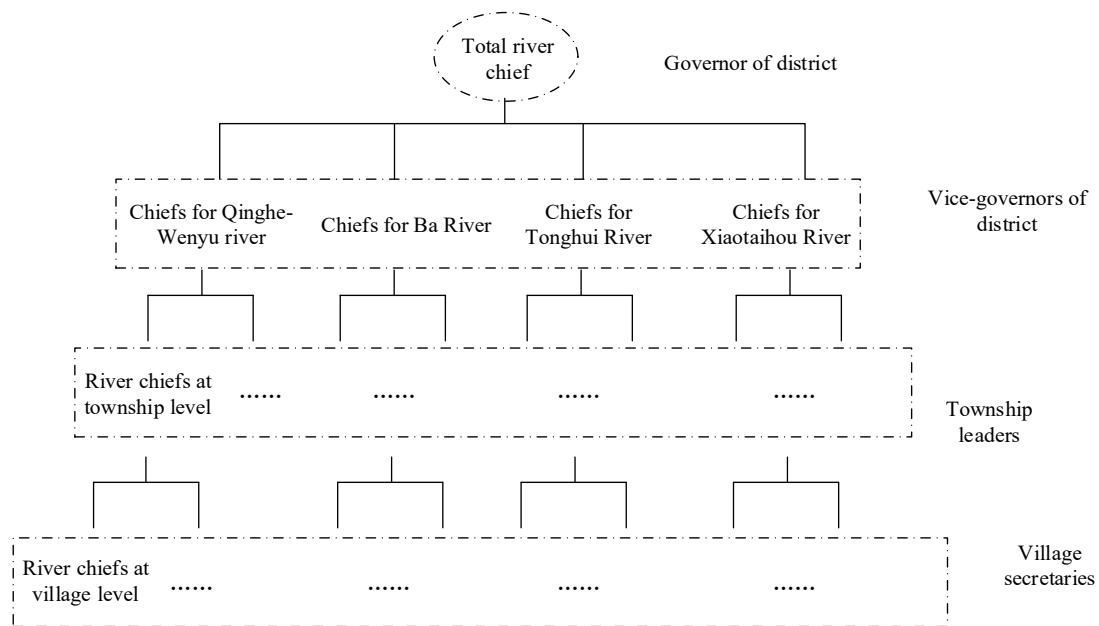 Total river
chief
Governor of district
Chiefs for Qinghe-
Wenyu river
Chiefs for Ba River
Chiefs for
Tonghui River
Chiefs for
Xiaotaihou River
Vice-governors of
district
River chiefs at
township level
......
......
......
......
Township
leaders
River chiefs at
village level
......
......
......
......
Village
secretaries